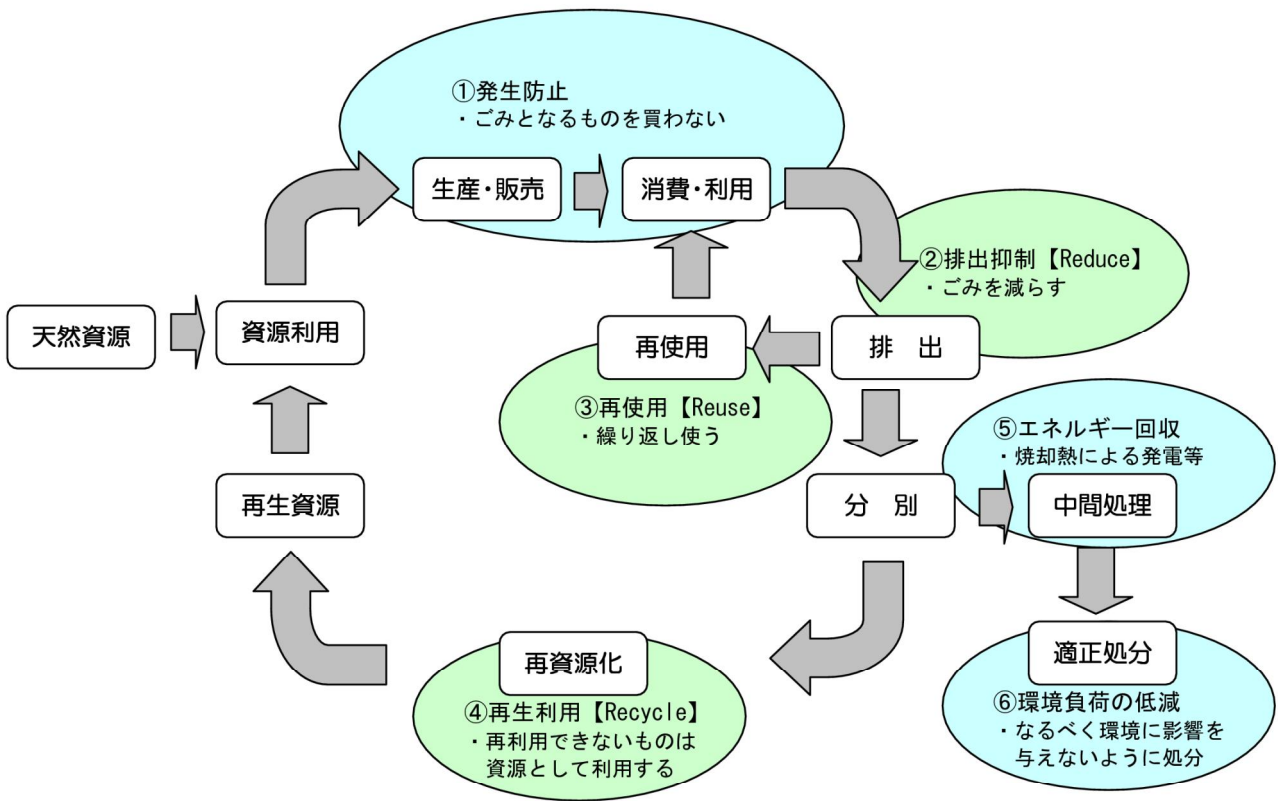 ①発生防止
・ごみとなるものを買わない
生産・販売
消費・利用
②排出抑制【Reduce】
・ごみを減らす
天然資源
資源利用
再使用
排 出
③再使用【Reuse】
・繰り返し使う
⑤エネルギー回収
・焼却熱による発電等
再生資源
分 別
中間処理
再資源化
④再生利用【Recycle】
・再利用できないものは
資源として利用する
適正処分
⑥環境負荷の低減
・なるべく環境に影響を
与えないように処分